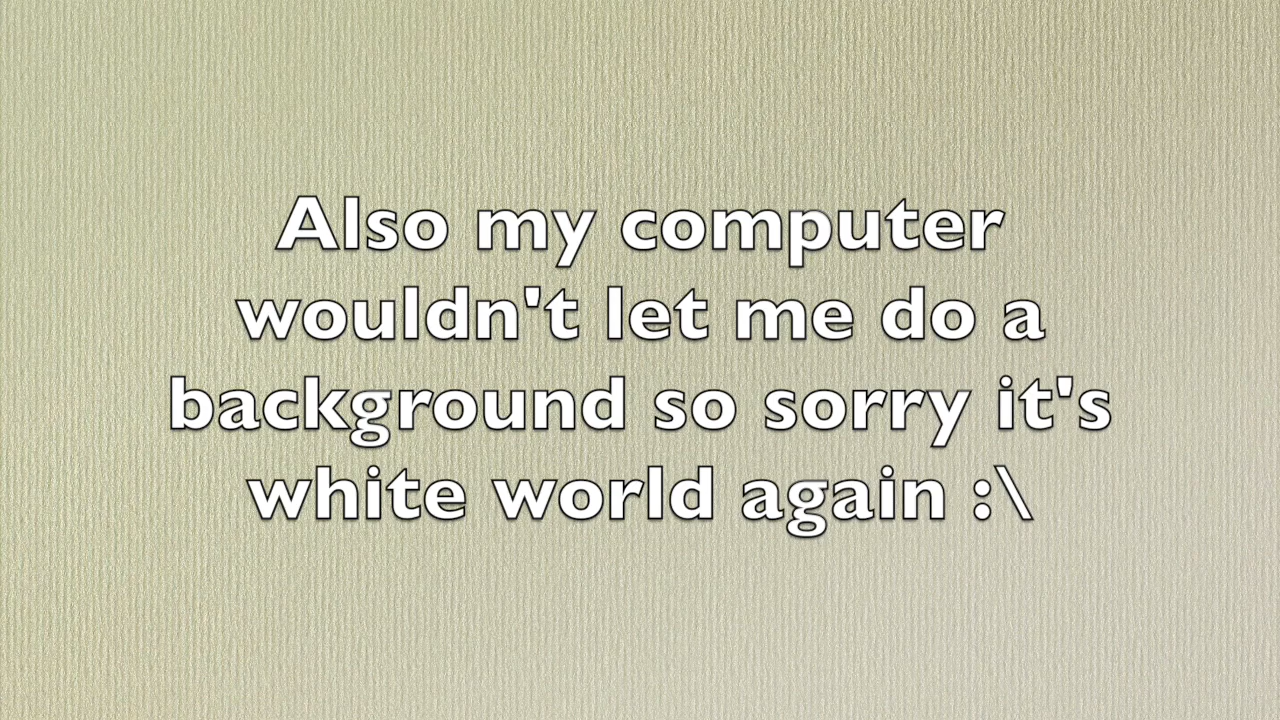 Also my computer
wouldn't let me do a
background so sorry it's
white world again :\